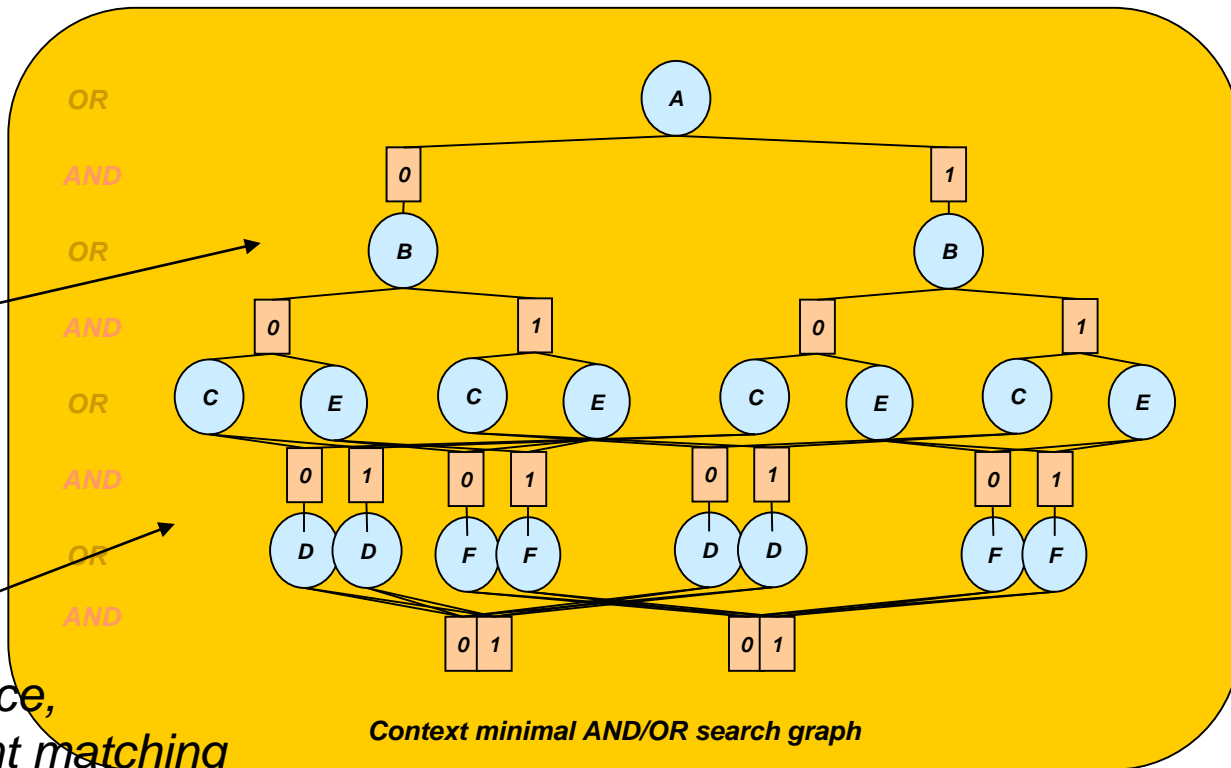 OR A
AND 0 1
OR B B
AND 0 1 0 1
OR C E C E C E C E
AND 0 1 0 1 0 1 0 1
OR D D F F D D F F
AND 0 1 0 1
matching
Context minimal AND/OR search graph